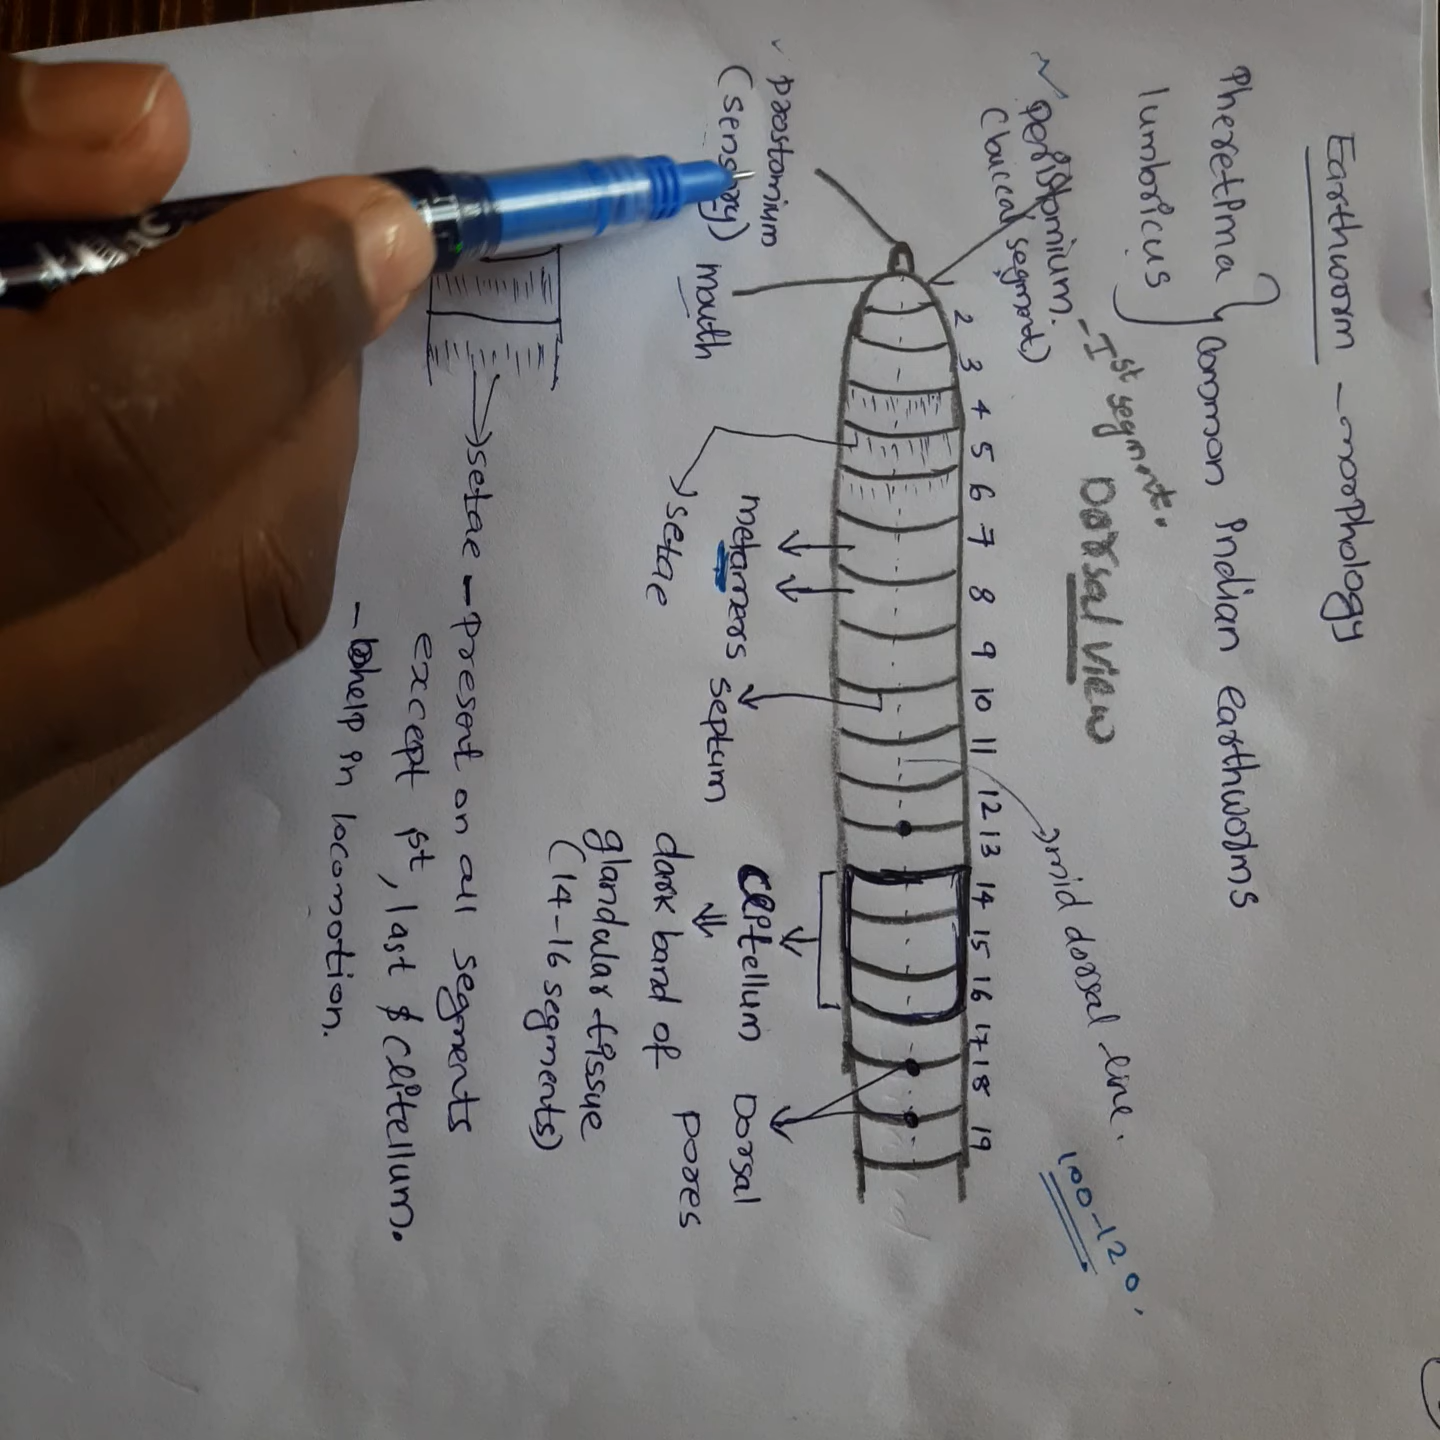 Earthworm - morphology
Pheretima
lumbricus
} common Indian earthworms
Peristomium. - Ist segment.
(buccal segment)
Dorsal view
prostomium
(sensory)
mouth
2 3 4 5 6 7 8 9 10 11 12 13 14 15 16 17 18 19
mid dorsal line.
100-120,
metamers
setae
septum
Clitellum
dark band of
glandular tissue
(14-16 segments)
Dorsal
pores
setae - present on all segments
except 1st, last & clitellum.
- help in locomotion.